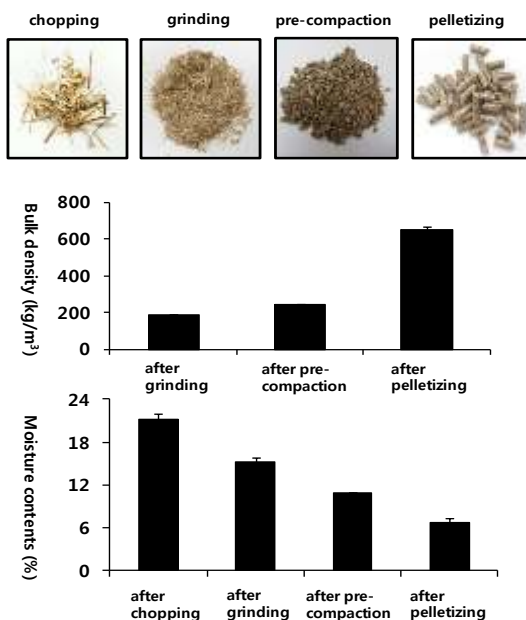 chopping grinding pre-compaction pelletizing
Bulk density (kg/m³)
800
600
400
200
0
after grinding
after pre-compaction
after pelletizing
Moisture contents (%)
24
18
12
6
0
after chopping
after grinding
after pre-compaction
after pelletizing